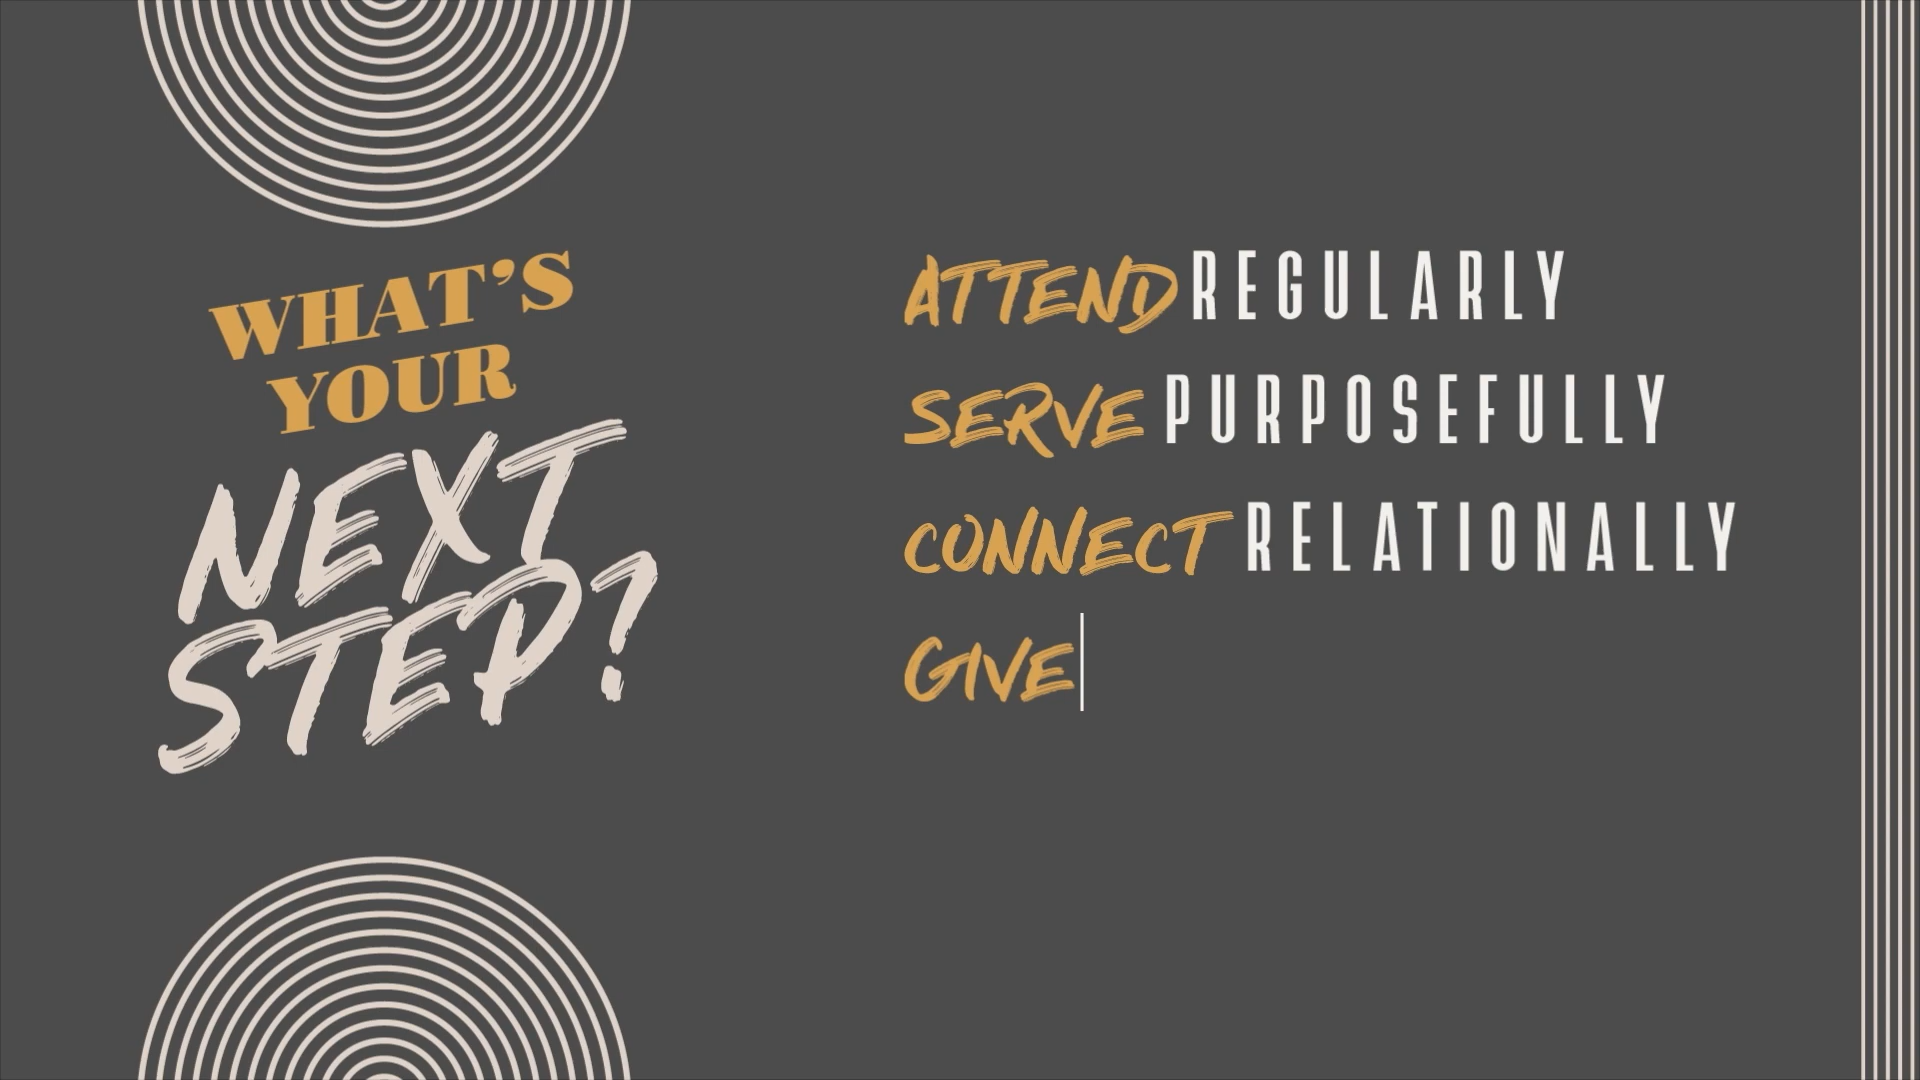 WHAT'S
YOUR
NEXT
STEP?
ATTEND REGULARLY
SERVE PURPOSEFULLY
CONNECT RELATIONALLY
GIVE